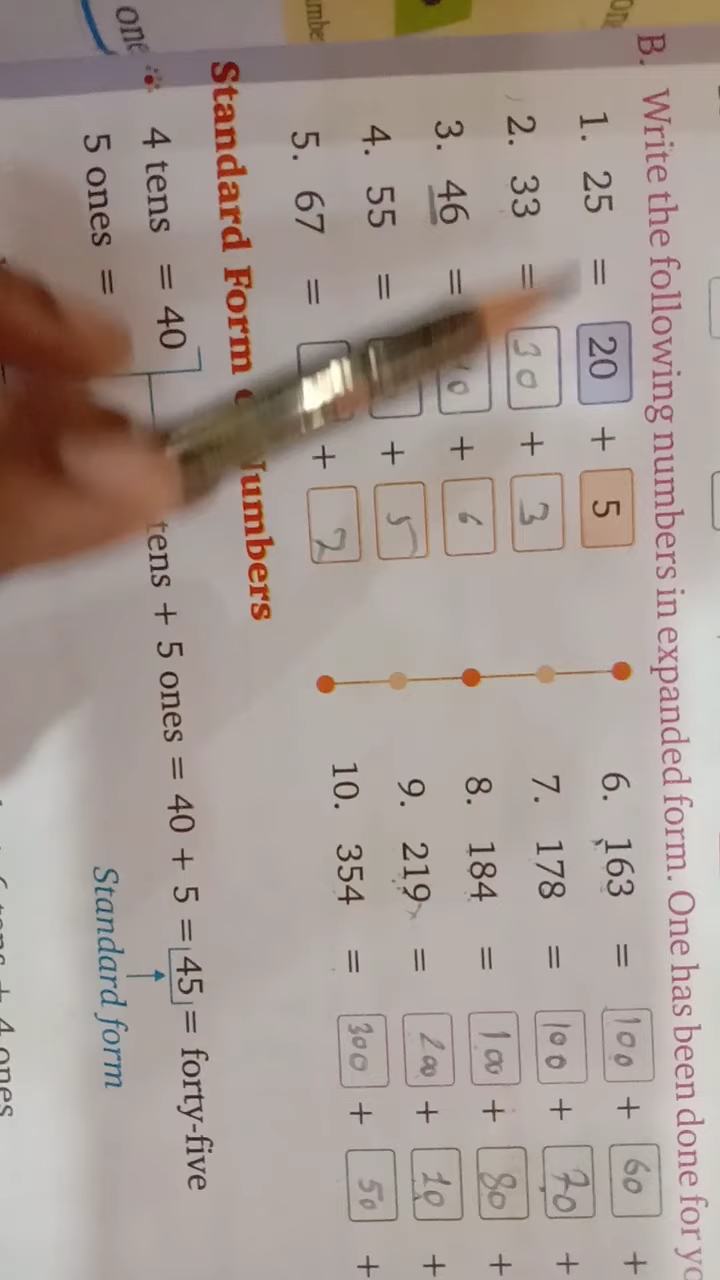 B. Write the following numbers in expanded form. One has been done for
1. 25 = 20 + 5
2. 33 = 30 + 3
3. 46 = + 6
4. 55 = + 5
5. 67 = +
6. 163 = 100 + 60 +
7. 178 = 100 + 70 +
8. 184 = 100 + 80 +
9. 219 = 200 + 10 +
10. 354 = 300 + 50 +
Standard Form Numbers
4 tens = 40
5 ones =
tens + 5 ones = 40 + 5 = 45 = forty-five
Standard form
4 ones